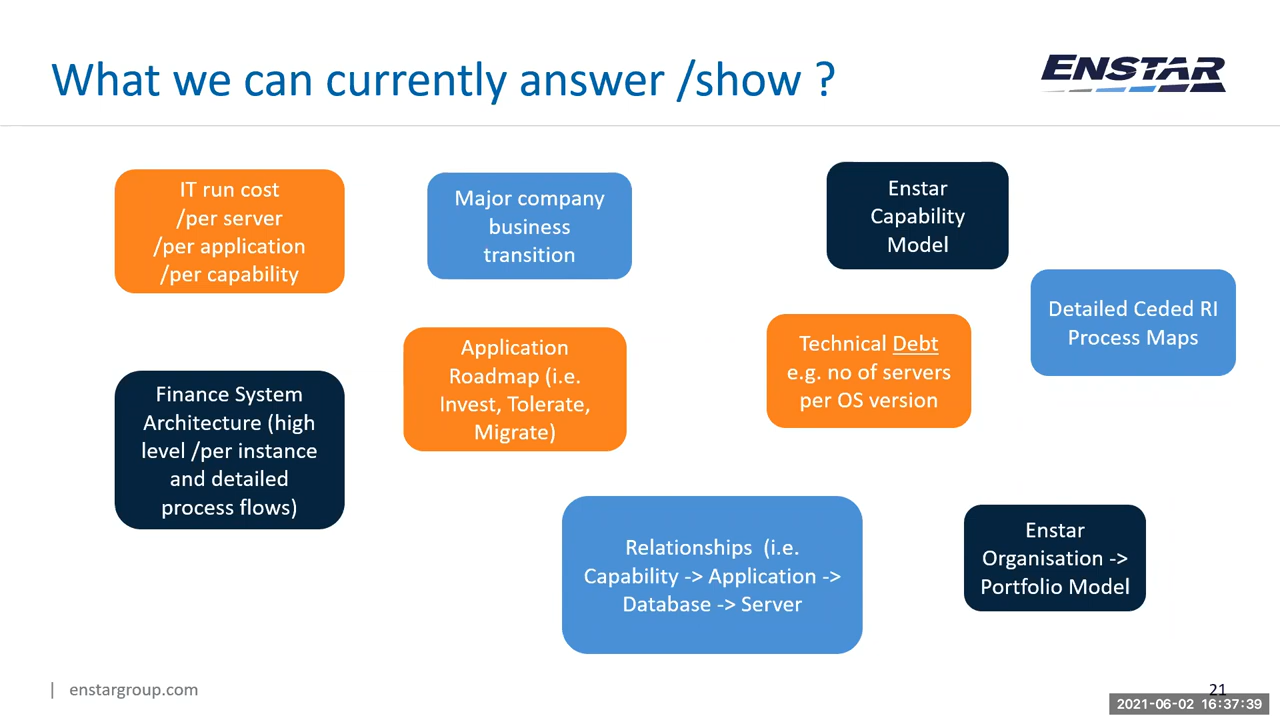 What we can currently answer /show ?
ENSTAR
IT run cost
/per server
/per application
/per capability
Major company
business
transition
Enstar
Capability
Model
Detailed Ceded RI
Process Maps
Application
Roadmap (i.e.
Invest, Tolerate,
Migrate)
Technical Debt
e.g. no of servers
per OS version
Finance System
Architecture (high
level /per instance
and detailed
process flows)
Relationships  (i.e.
Capability -> Application ->
Database -> Server
Enstar
Organisation ->
Portfolio Model
| enstargroup.com
21
2021-06-02 16:37:39